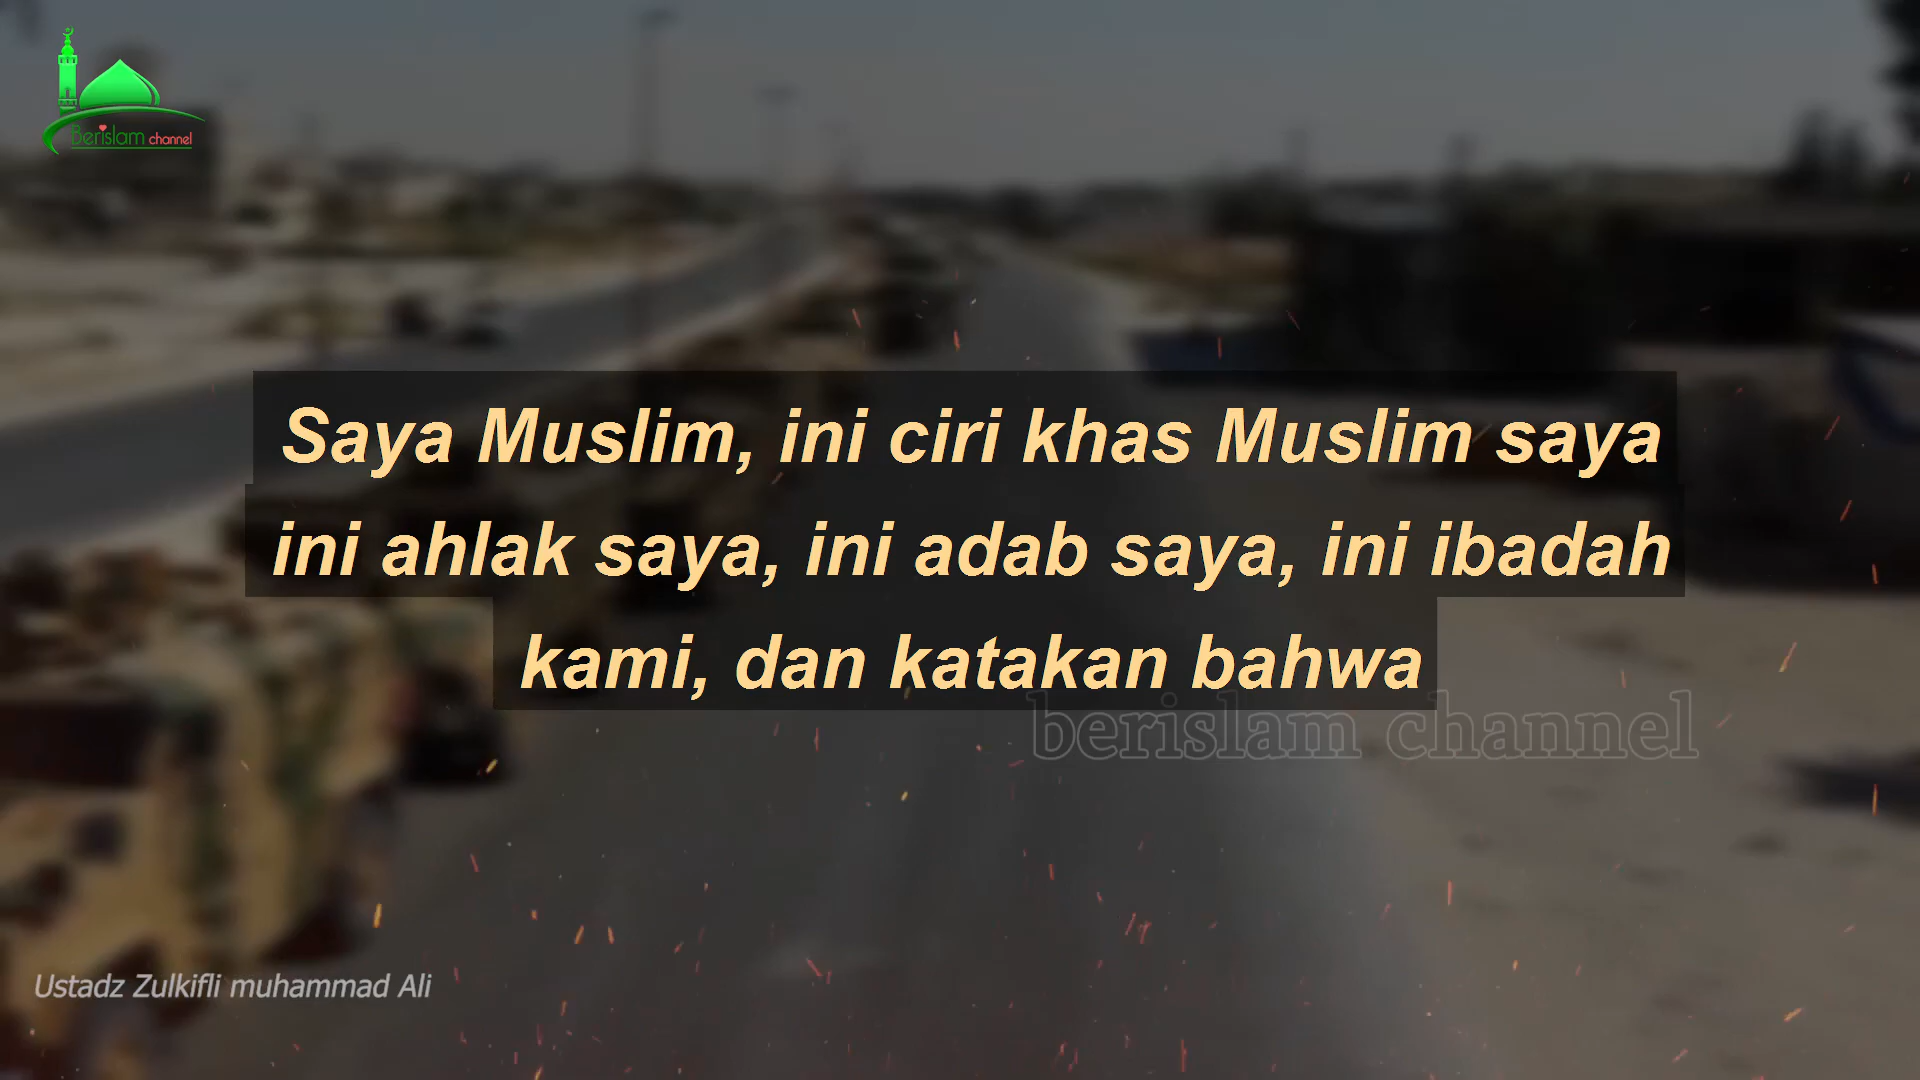 Berislam channel
Saya Muslim, ini ciri khas Muslim saya
ini ahlak saya, ini adab saya, ini ibadah
kami, dan katakan bahwa
berislam channel
Ustadz Zulkifli muhammad Ali